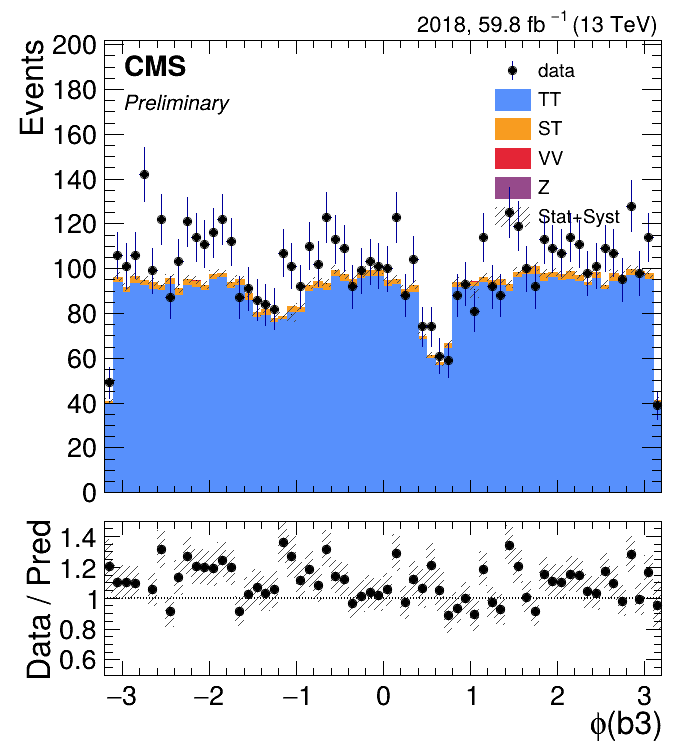 2018, 59.8 fb⁻¹ (13 TeV)
Events
200
180
160
140
120
100
80
60
40
20
0
CMS
Preliminary
data
TT
ST
VV
Z
Stat+Syst
Data / Pred
1.4
1.2
1
0.8
0.6
−3 −2 −1 0 1 2 3
ϕ(b3)